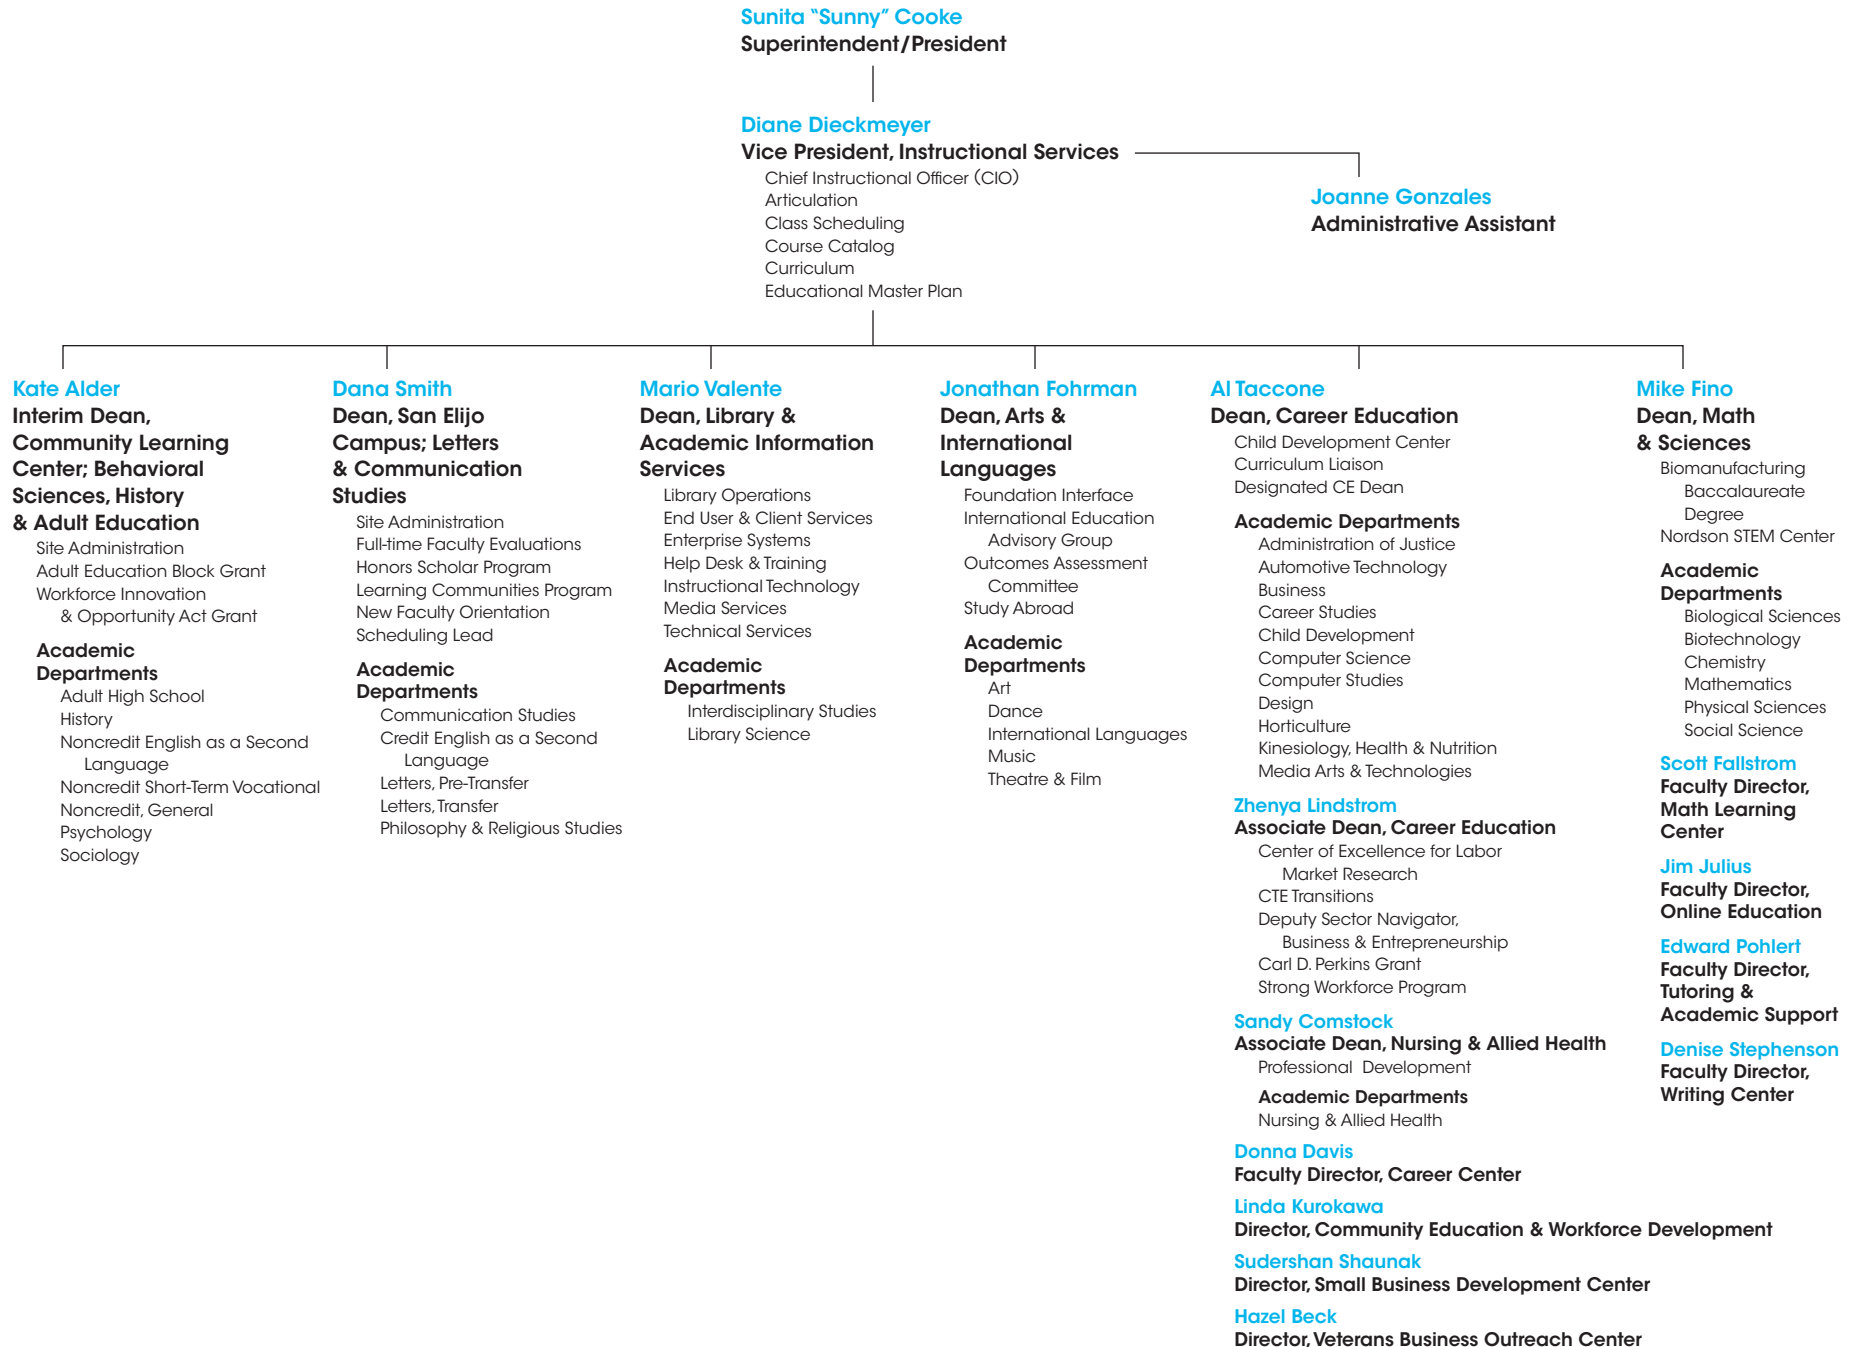 Sunita “Sunny” Cooke
Superintendent/President
Diane Dieckmeyer
Vice President, Instructional Services
Chief Instructional Officer (CIO)
Articulation
Class Scheduling
Course Catalog
Curriculum
Educational Master Plan
Joanne Gonzales
Administrative Assistant
Kate Alder
Interim Dean,
Community Learning
Center; Behavioral
Sciences, History
& Adult Education
Site Administration
Adult Education Block Grant
Workforce Innovation
& Opportunity Act Grant
Academic
Departments
Adult High School
History
Noncredit English as a Second
Language
Noncredit Short-Term Vocational
Noncredit, General
Psychology
Sociology
Dana Smith
Dean, San Elijo
Campus; Letters
& Communication
Studies
Site Administration
Full-time Faculty Evaluations
Honors Scholar Program
Learning Communities Program
New Faculty Orientation
Scheduling Lead
Academic
Departments
Communication Studies
Credit English as a Second
Language
Letters, Pre-Transfer
Letters, Transfer
Philosophy & Religious Studies
Mario Valente
Dean, Library &
Academic Information
Services
Library Operations
End User & Client Services
Enterprise Systems
Help Desk & Training
Instructional Technology
Media Services
Technical Services
Academic
Departments
Interdisciplinary Studies
Library Science
Jonathan Fohrman
Dean, Arts &
International
Languages
Foundation Interface
International Education
Advisory Group
Outcomes Assessment
Committee
Study Abroad
Academic
Departments
Art
Dance
International Languages
Music
Theatre & Film
Al Taccone
Dean, Career Education
Child Development Center
Curriculum Liaison
Designated CE Dean
Academic Departments
Administration of Justice
Automotive Technology
Business
Career Studies
Child Development
Computer Science
Computer Studies
Design
Horticulture
Kinesiology, Health & Nutrition
Media Arts & Technologies
Zhenya Lindstrom
Associate Dean, Career Education
Center of Excellence for Labor
Market Research
CTE Transitions
Deputy Sector Navigator,
Business & Entrepreneurship
Carl D. Perkins Grant
Strong Workforce Program
Sandy Comstock
Associate Dean, Nursing & Allied Health
Professional Development
Academic Departments
Nursing & Allied Health
Donna Davis
Faculty Director, Career Center
Linda Kurokawa
Director, Community Education & Workforce Development
Sudershan Shaunak
Director, Small Business Development Center
Hazel Beck
Director, Veterans Business Outreach Center
Mike Fino
Dean, Math
& Sciences
Biomanufacturing
Baccalaureate
Degree
Nordson STEM Center
Academic
Departments
Biological Sciences
Biotechnology
Chemistry
Mathematics
Physical Sciences
Social Science
Scott Fallstrom
Faculty Director,
Math Learning
Center
Jim Julius
Faculty Director,
Online Education
Edward Pohlert
Faculty Director,
Tutoring &
Academic Support
Denise Stephenson
Faculty Director,
Writing Center